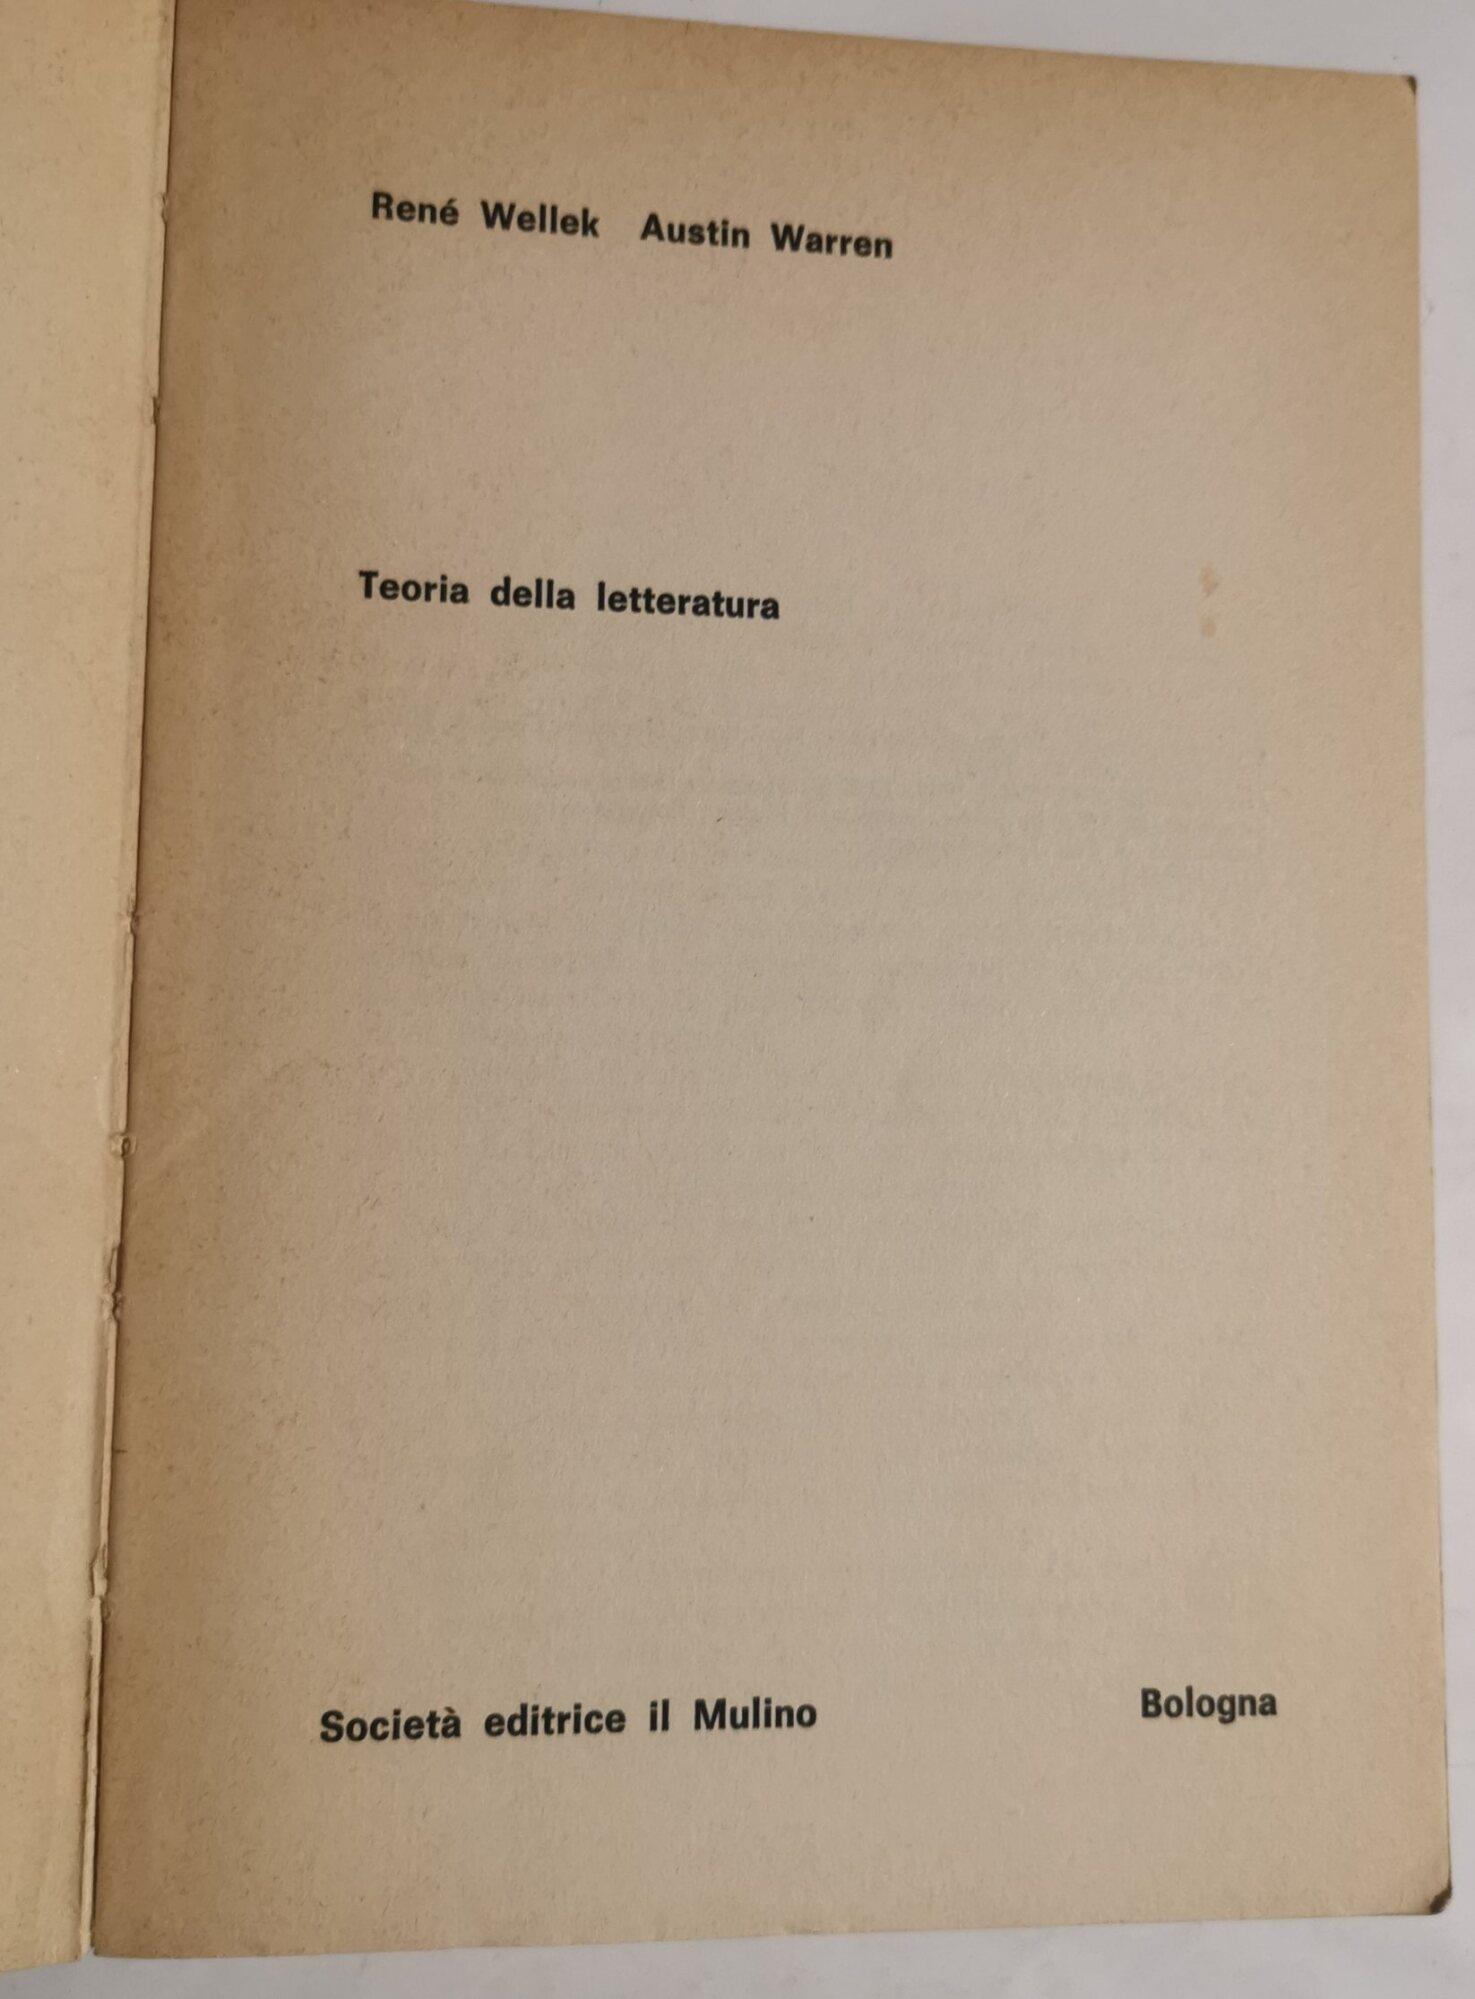 René Wellek Austin Warren
Teoria della letteratura
Società editrice il Mulino Bologna